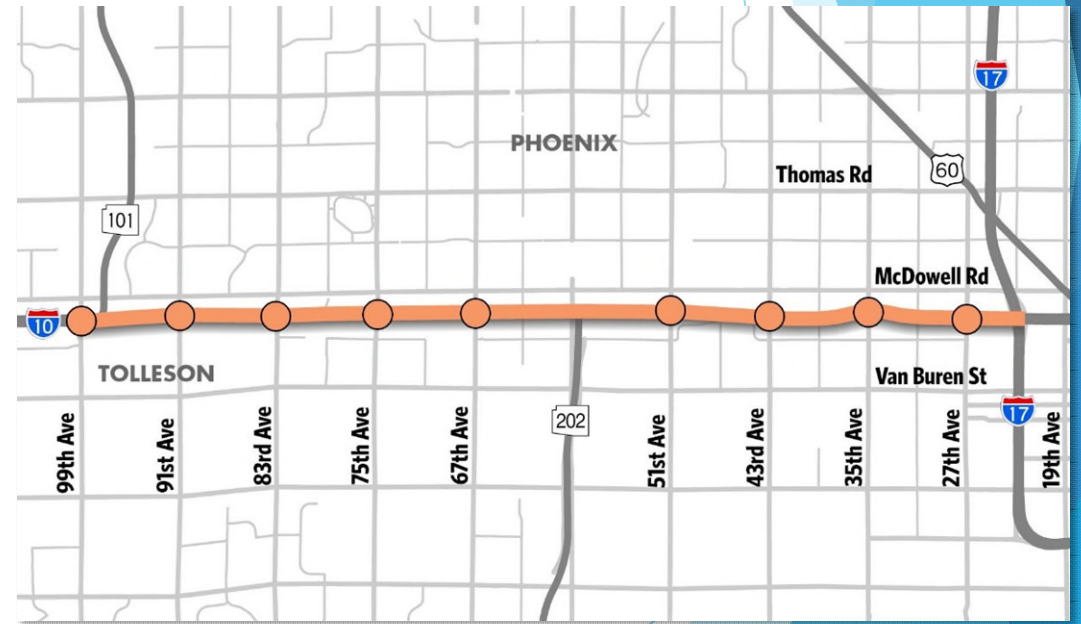 17
PHOENIX
60
Thomas Rd
101
McDowell Rd
10
TOLLESON
Van Buren St
202
17
99th Ave
91st Ave
83rd Ave
75th Ave
67th Ave
51st Ave
43rd Ave
35th Ave
27th Ave
19th Ave